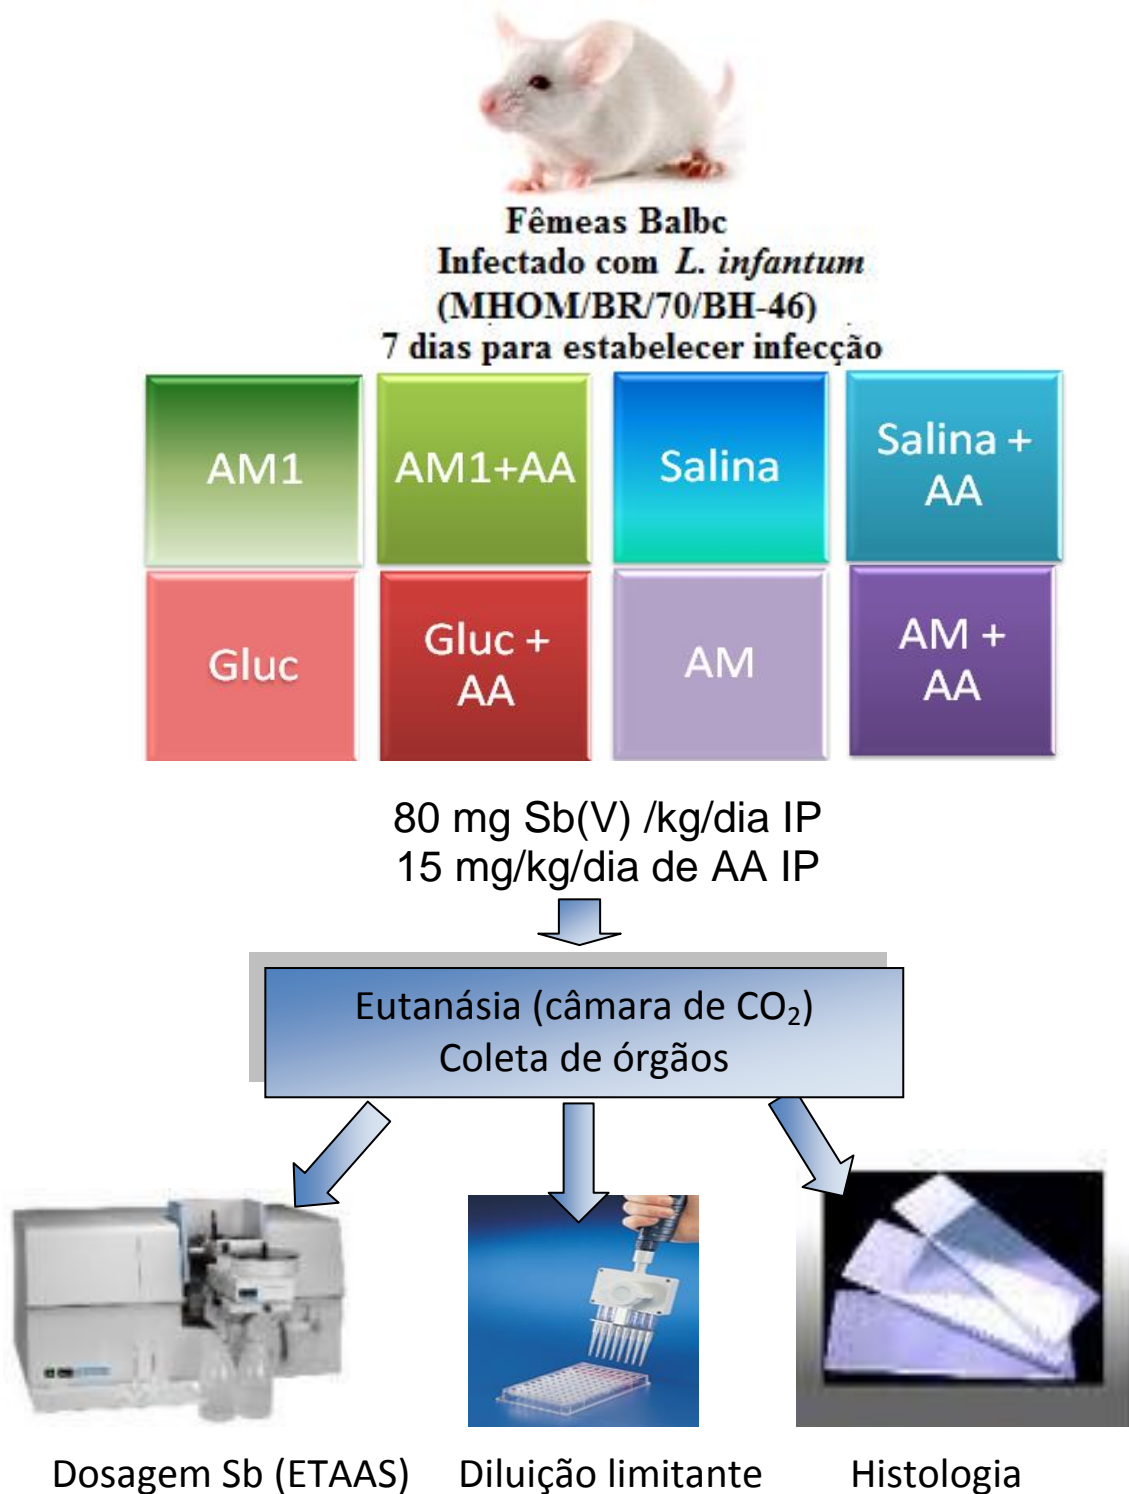 Fêmeas Balbc
Infectado com L. infantum
(MHOM/BR/70/BH-46)
7 dias para estabelecer infecção
AM1
AM1+AA
Salina
Salina +
AA
Gluc
Gluc +
AA
AM
AM +
AA
80 mg Sb(V) /kg/dia IP
15 mg/kg/dia de AA IP
Eutanásia (câmara de CO₂)
Coleta de órgãos
Dosagem Sb (ETAAS)
Diluição limitante
Histologia